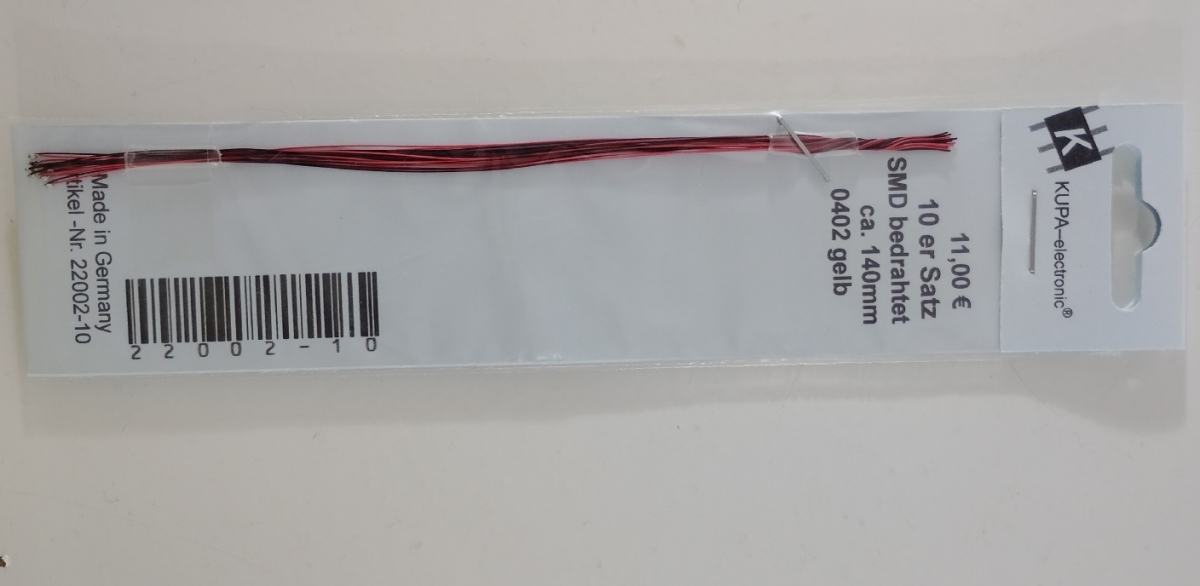 K
KUPA–electronic®
11,00 €
10 er Satz
SMD bedrahtet
ca. 140mm
0402 gelb
22002-10
Made in Germany
tikel -Nr. 22002-10